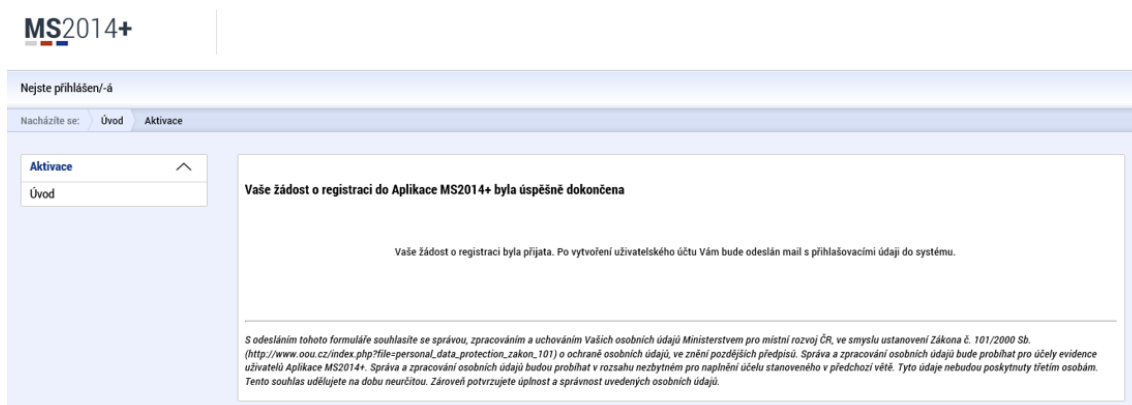 MS2014+
Nejste přihlášen/-á
Nacházíte se: Úvod Aktivace
Aktivace
Úvod
Vaše žádost o registraci do Aplikace MS2014+ byla úspěšně dokončena
Vaše žádost o registraci byla přijata. Po vytvoření uživatelského účtu Vám bude odeslán mail s přihlašovacími údaji do systému.
S odesláním tohoto formuláře souhlasíte se správou, zpracováním a uchováním Vašich osobních údajů Ministerstvem pro místní rozvoj ČR, ve smyslu ustanovení Zákona č. 101/2000 Sb.
(http://www.oou.cz/index.php?file=personal_data_protection_zakon_101) o ochraně osobních údajů, ve znění pozdějších předpisů. Správa a zpracování osobních údajů bude probíhat pro účely evidence
uživatelů Aplikace MS2014+. Správa a zpracování osobních údajů budou probíhat v rozsahu nezbytném pro naplnění účelu stanoveného v předchozí větě. Tyto údaje nebudou poskytnuty třetím osobám.
Tento souhlas udělujete na dobu neurčitou. Zároveň potvrzujete úplnost a správnost uvedených osobních údajů.